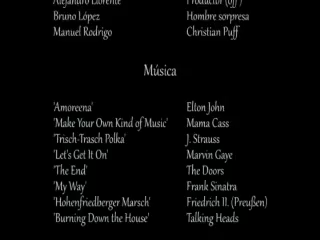 Alejandro Llorente Productor (off)
Bruno López Hombre sorpresa
Manuel Rodrigo Christian Puff
Música
'Amoreena' Elton John
'Make Your Own Kind of Music' Mama Cass
'Trisch-Trasch Polka' J. Strauss
'Let's Get It On' Marvin Gaye
'The End' The Doors
'My Way' Frank Sinatra
'Hohenfriedberger Marsch' Friedrich II. (Preußen)
'Burning Down the House' Talking Heads